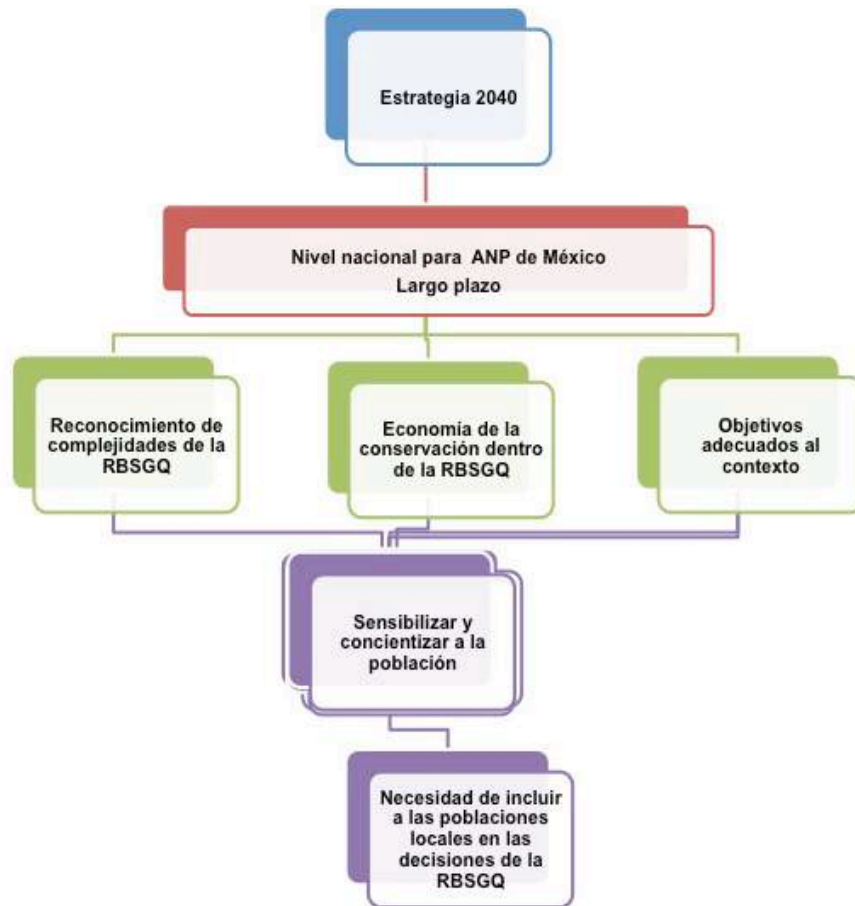 Estrategia 2040
Nivel nacional para ANP de México
Largo plazo
Reconocimiento de
complejidades de la
RBSGQ
Economía de la
conservación dentro
de la RBSGQ
Objetivos
adecuados al
contexto
Sensibilizar y
concientizar a la
población
Necesidad de incluir
a las poblaciones
locales en las
decisiones de la
RBSGQ